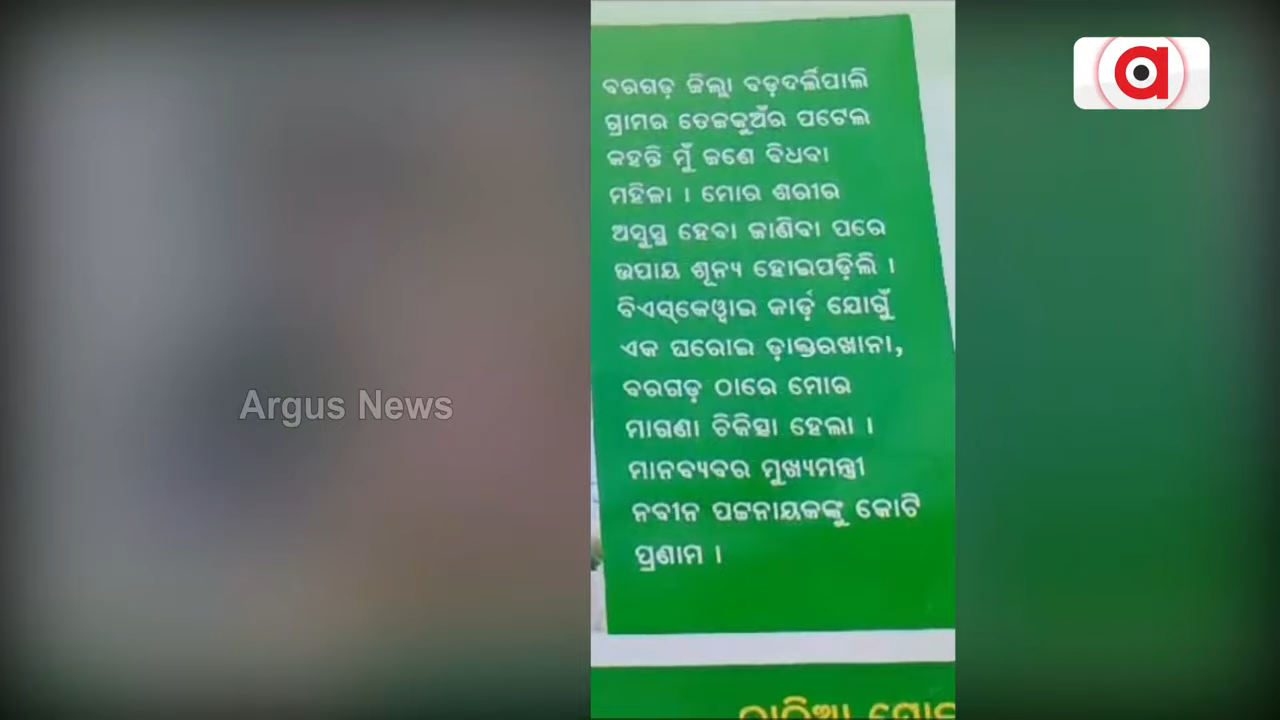 ବରଗଡ଼ ଜିଲ୍ଲା ବଡ଼ଦର୍ଲିପାଲି
ଗ୍ରାମର ତେଜକୁଅଁର ପଟେଲ
କହନ୍ତି ମୁଁ ଜଣେ ବିଧବା
ମହିଳା । ମୋର ଶରୀର
ଅସୁସ୍ଥ ହେବା ଜାଣିବା ପରେ
ଉପାୟ ଶୂନ୍ୟ ହୋଇପଡ଼ିଲି ।
ବିଏସ୍‌କେୱାଇ କାର୍ଡ଼ ଯୋଗୁଁ
ଏକ ଘରୋଇ ଡ଼ାକ୍ତରଖାନା,
ବରଗଡ଼ ଠାରେ ମୋର
ମାଗଣା ଚିକିତ୍ସା ହେଲା ।
ମାନବ୍ୟବର ମୁଖ୍ୟମନ୍ତ୍ରୀ
ନବୀନ ପଟ୍ଟନାୟକଙ୍କୁ କୋଟି
ପ୍ରଣାମ ।
Argus News
a